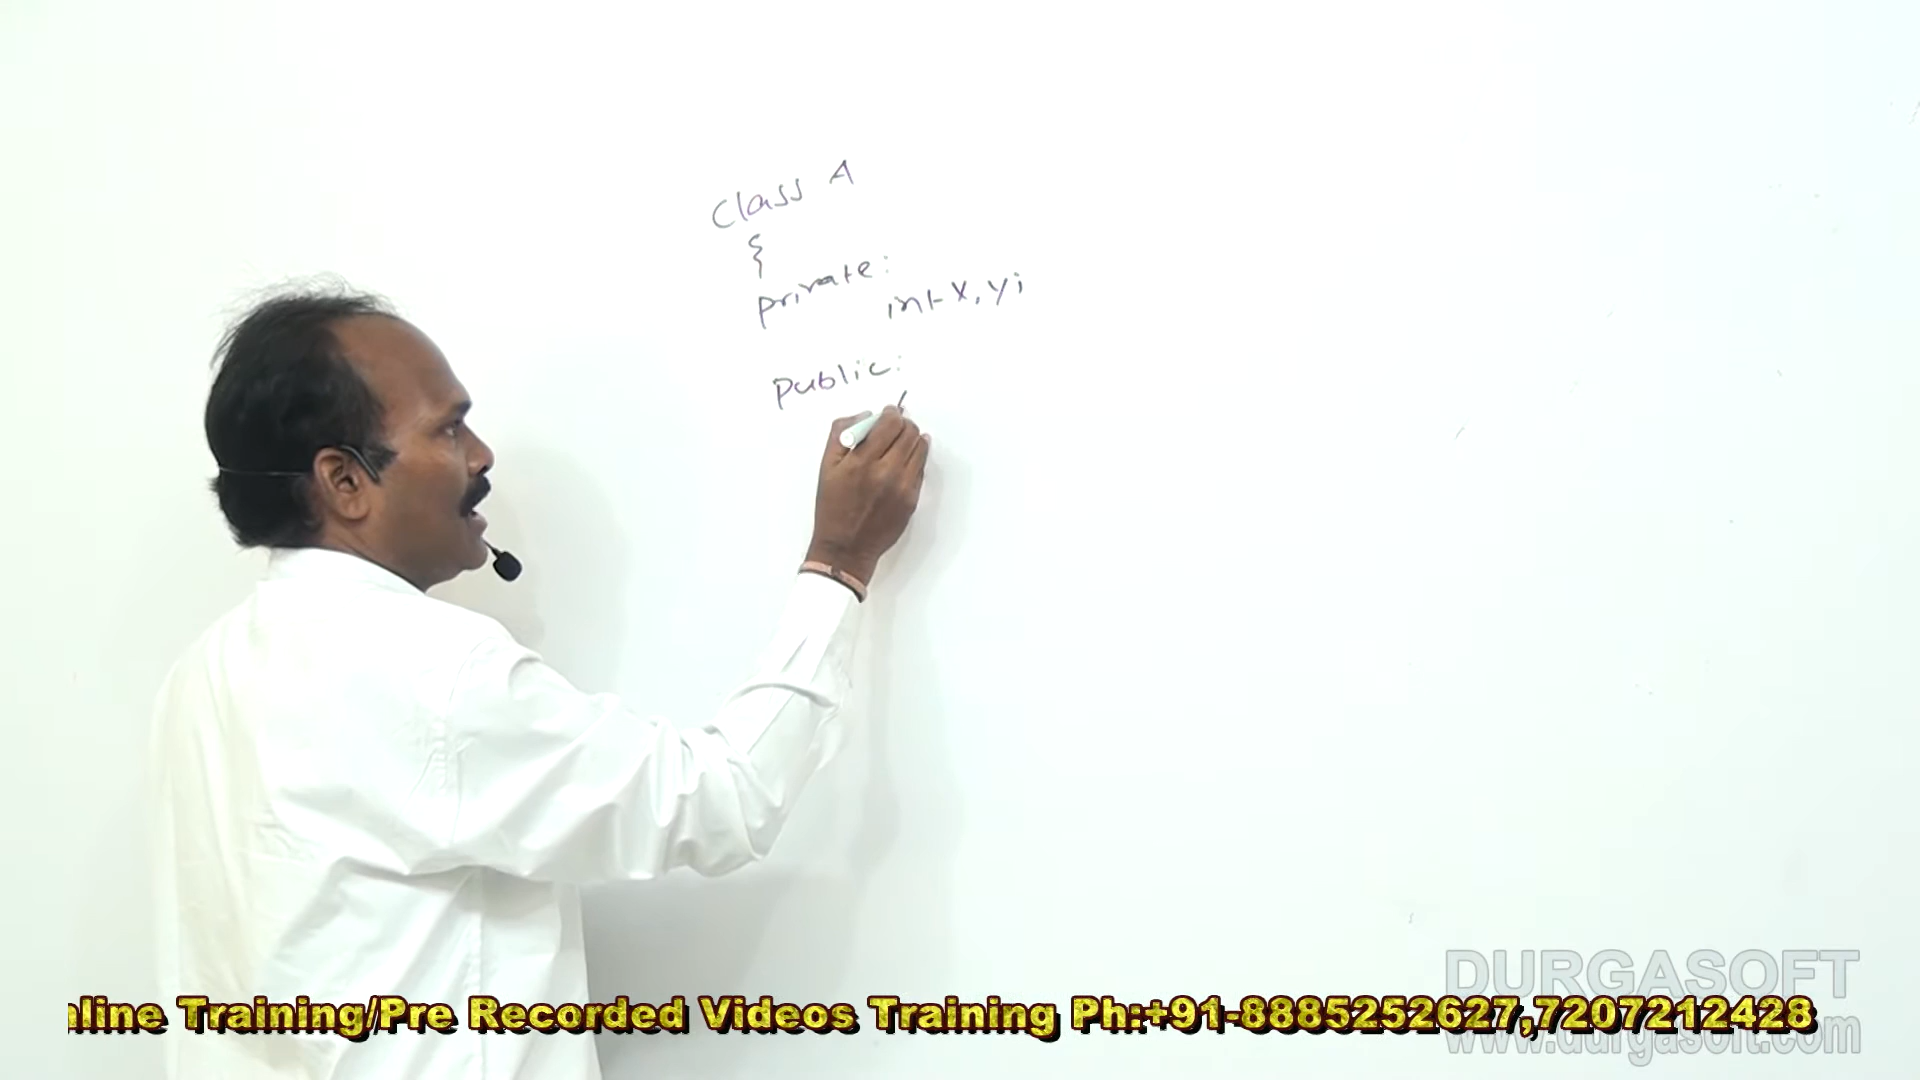 Class A
{
private:
int x, y;
Public:
DURGASOFT
nline Training/Pre Recorded Videos Training Ph:+91-8885252627,7207212428
www.durgasoft.com